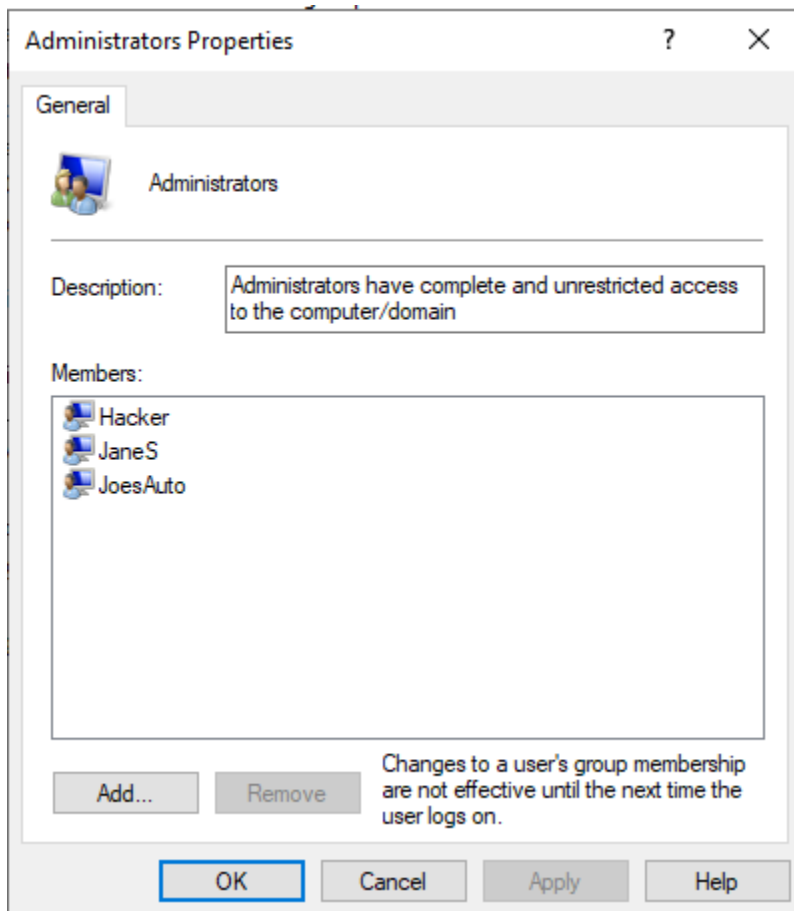 Administrators Properties
?
General
Administrators
Description:
Administrators have complete and unrestricted access
to the computer/domain
Members:
Hacker
JaneS
JoesAuto
Add...
Remove
Changes to a user's group membership
are not effective until the next time the
user logs on.
OK
Cancel
Apply
Help